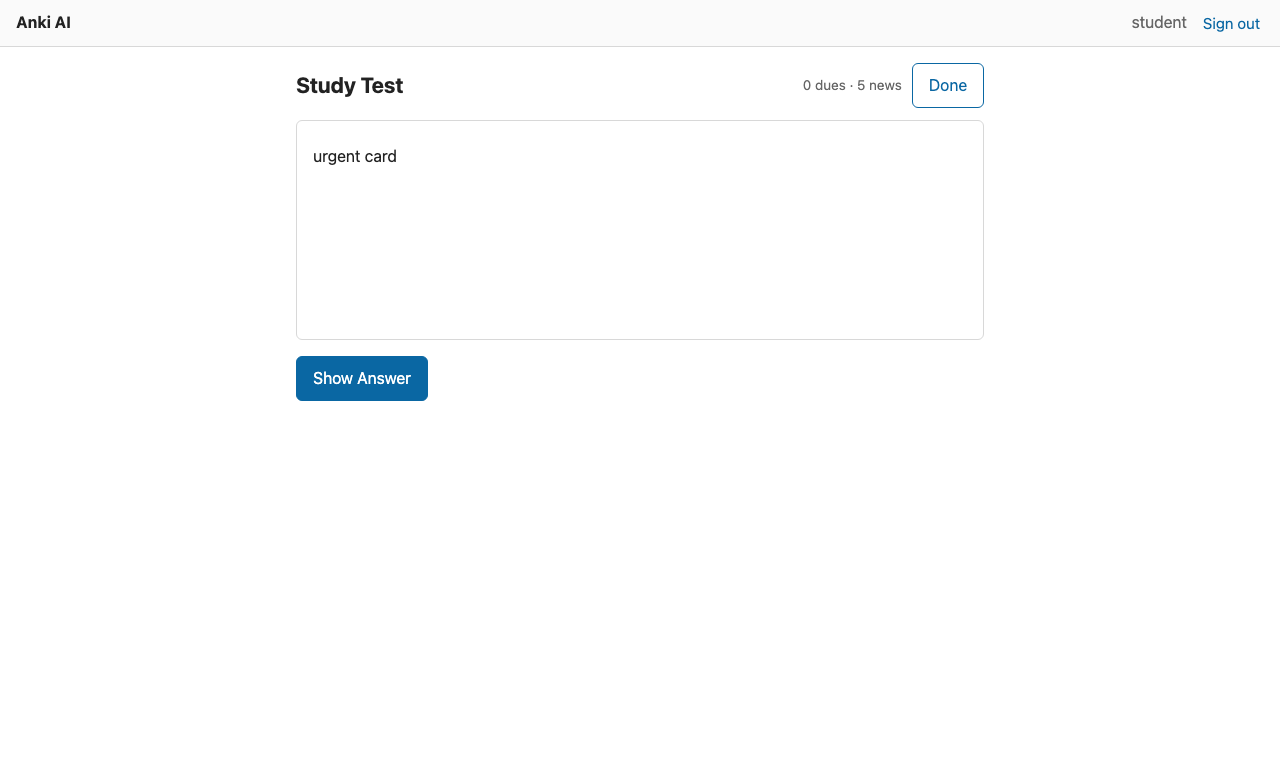 Anki AI
student
Sign out
Study Test
0 dues · 5 news
Done
urgent card
Show Answer